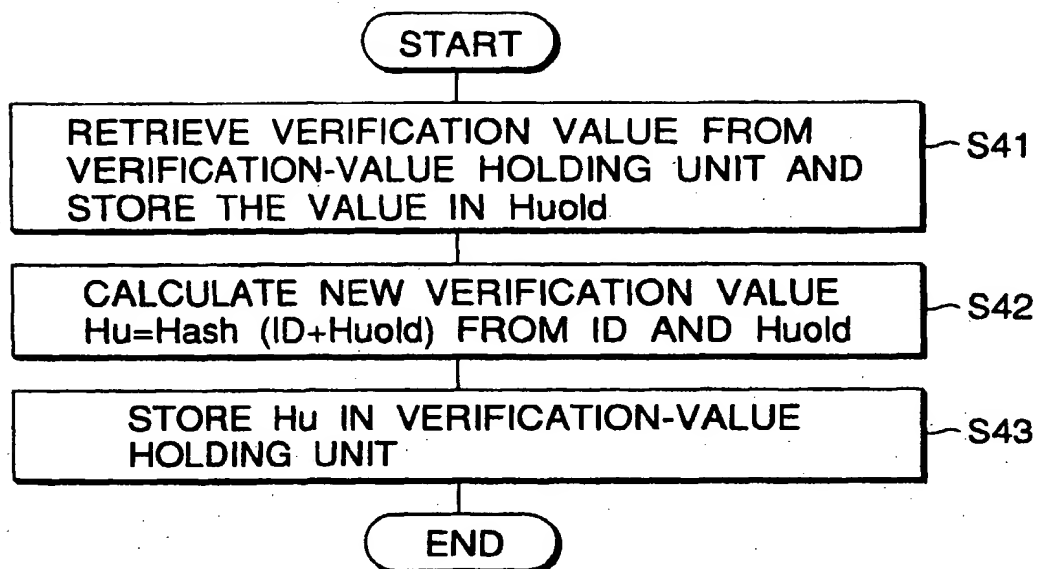 START
RETRIEVE VERIFICATION VALUE FROM
VERIFICATION-VALUE HOLDING UNIT AND
STORE THE VALUE IN Huold
S41
CALCULATE NEW VERIFICATION VALUE
Hu=Hash (ID+Huold) FROM ID AND Huold
S42
STORE Hu IN VERIFICATION-VALUE
HOLDING UNIT
S43
END